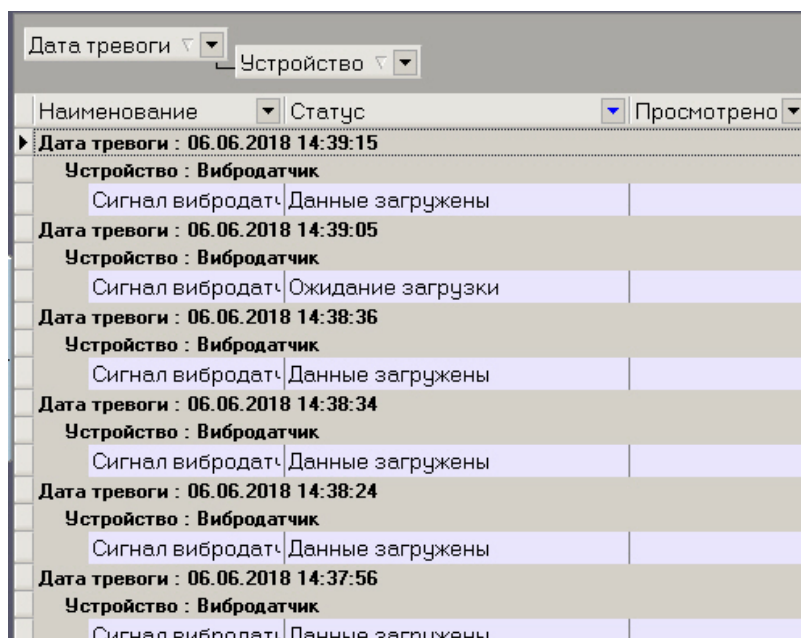 Дата тревоги
Устройство
Наименование Статус Просмотрено
Дата тревоги : 06.06.2018 14:39:15
Устройство : Вибродатчик
Сигнал вибродатч Данные загружены
Дата тревоги : 06.06.2018 14:39:05
Устройство : Вибродатчик
Сигнал вибродатч Ожидание загрузки
Дата тревоги : 06.06.2018 14:38:36
Устройство : Вибродатчик
Сигнал вибродатч Данные загружены
Дата тревоги : 06.06.2018 14:38:34
Устройство : Вибродатчик
Сигнал вибродатч Данные загружены
Дата тревоги : 06.06.2018 14:38:24
Устройство : Вибродатчик
Сигнал вибродатч Данные загружены
Дата тревоги : 06.06.2018 14:37:56
Устройство : Вибродатчик
Сигнал вибродатч Данные загружены